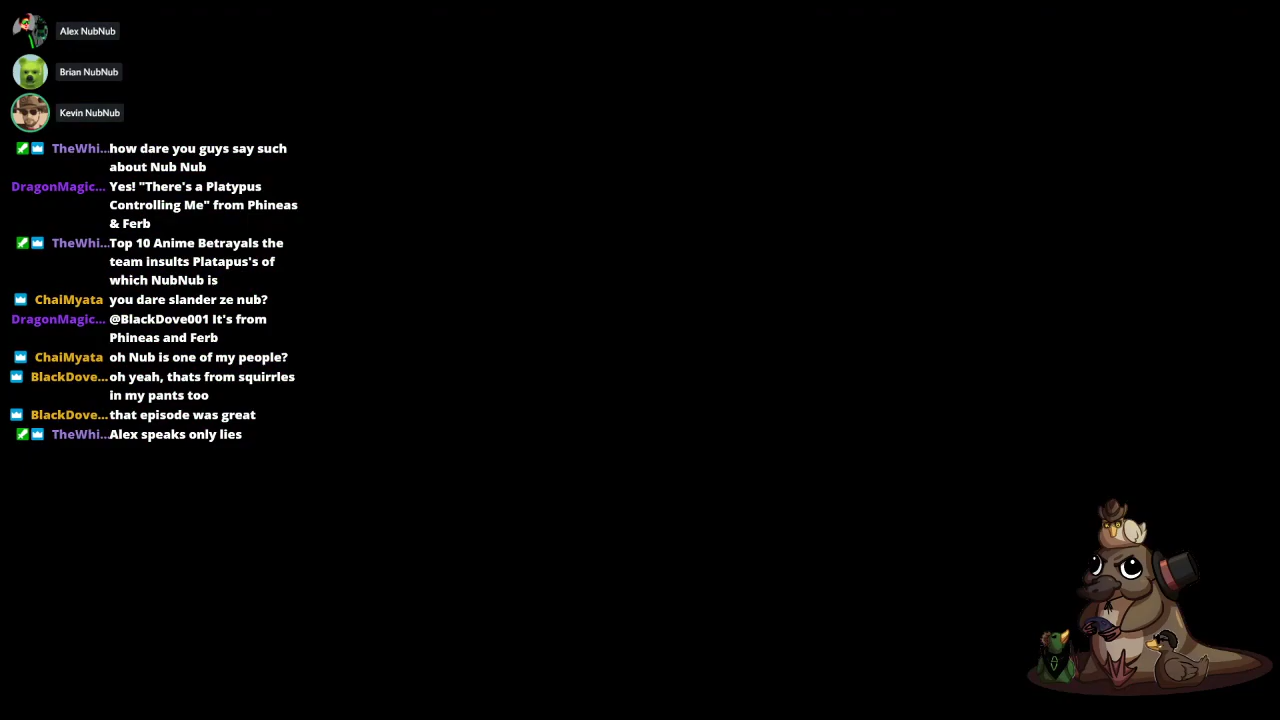 Alex NubNub
Brian NubNub
Kevin NubNub
TheWhi... how dare you guys say such
about Nub Nub
DragonMagic... Yes! "There's a Platypus
Controlling Me" from Phineas
& Ferb
TheWhi... Top 10 Anime Betrayals the
team insults Platapus's of
which NubNub is
ChaiMyata you dare slander ze nub?
DragonMagic... @BlackDove001 It's from
Phineas and Ferb
ChaiMyata oh Nub is one of my people?
BlackDove... oh yeah, thats from squirrles
in my pants too
BlackDove... that episode was great
TheWhi... Alex speaks only lies